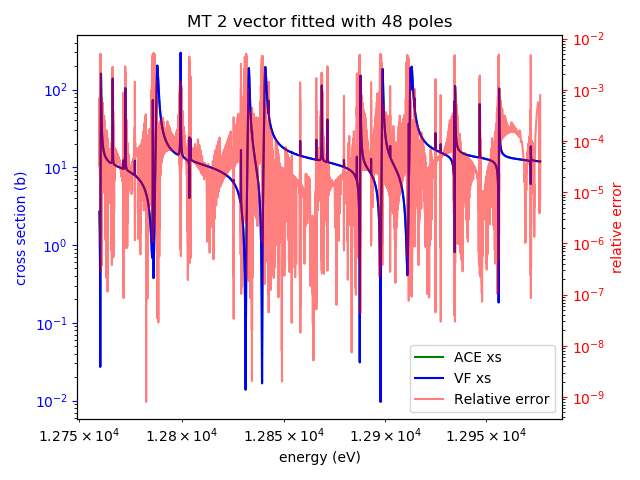 MT 2 vector fitted with 48 poles
cross section (b)
10²
10¹
10⁰
10⁻¹
10⁻²
10⁻²
10⁻³
10⁻⁴
10⁻⁵
10⁻⁶
10⁻⁷
10⁻⁸
10⁻⁹
relative error
ACE xs
VF xs
Relative error
1.275 × 10⁴ 1.28 × 10⁴ 1.285 × 10⁴ 1.29 × 10⁴ 1.295 × 10⁴
energy (eV)